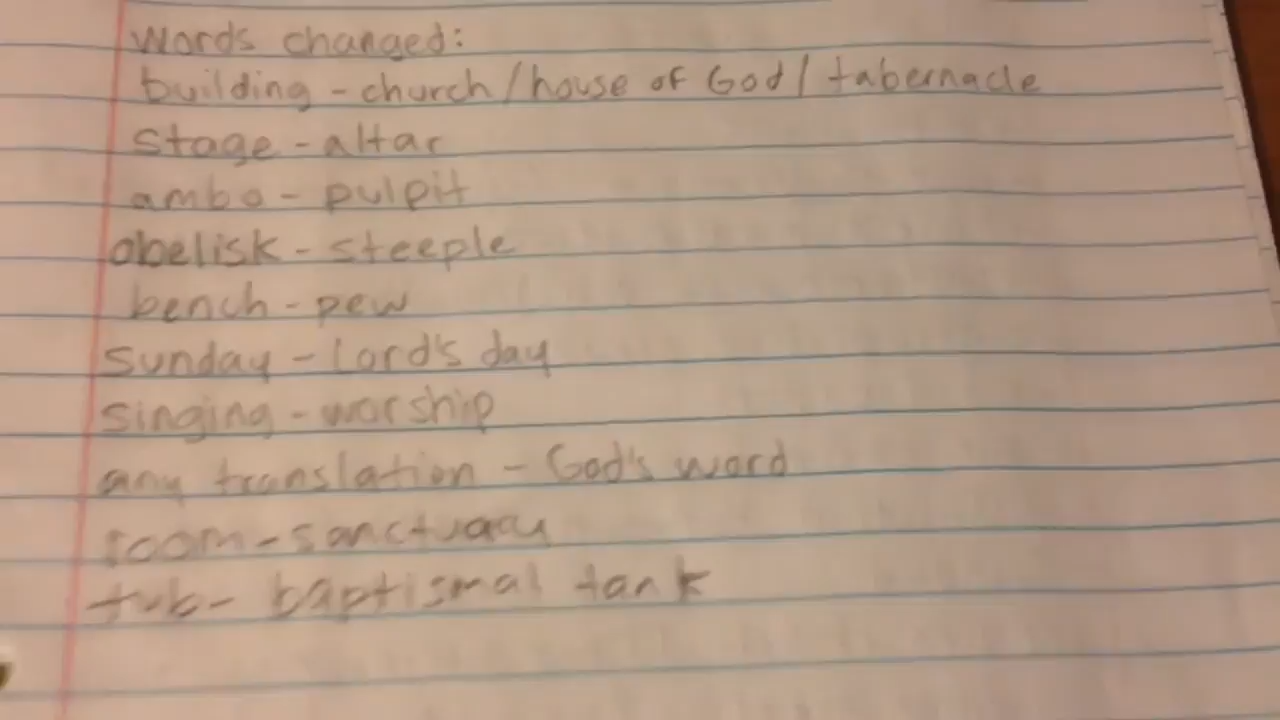 Words changed:
building - church / house of God / tabernacle
stage - altar
ambo - pulpit
obelisk - steeple
bench - pew
Sunday - Lord's day
singing - worship
any translation - God's word
room - sanctuary
tub - baptismal tank